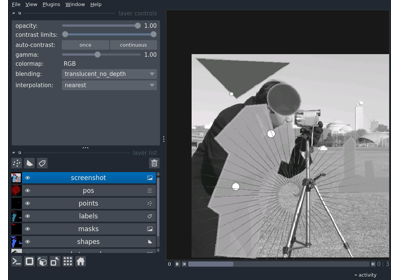 File View Plugins Window Help
layer controls
opacity: 1.00
contrast limits:
auto-contrast: once continuous
gamma: 1.00
colormap: RGB
blending: translucent_no_depth
interpolation: nearest
layer list
screenshot
pos
points
labels
masks
shapes
activity